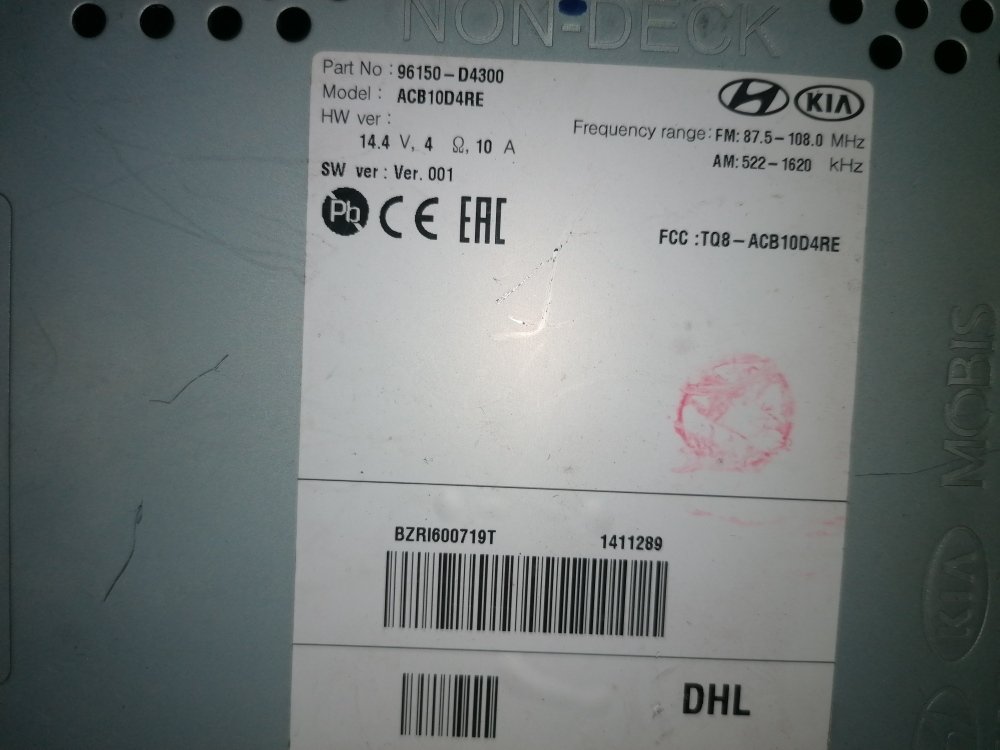 NON-DECK
Part No : 96150-D4300
Model : ACB10D4RE
HW ver :
14.4 V, 4 Ω, 10 A
SW ver : Ver. 001
KIA
Frequency range: FM: 87.5-108.0 MHz
AM: 522-1620 kHz
Pb CE EAC
FCC :TQ8-ACB10D4RE
BZRI600719T 1411289
DHL
MOBIS
KIA